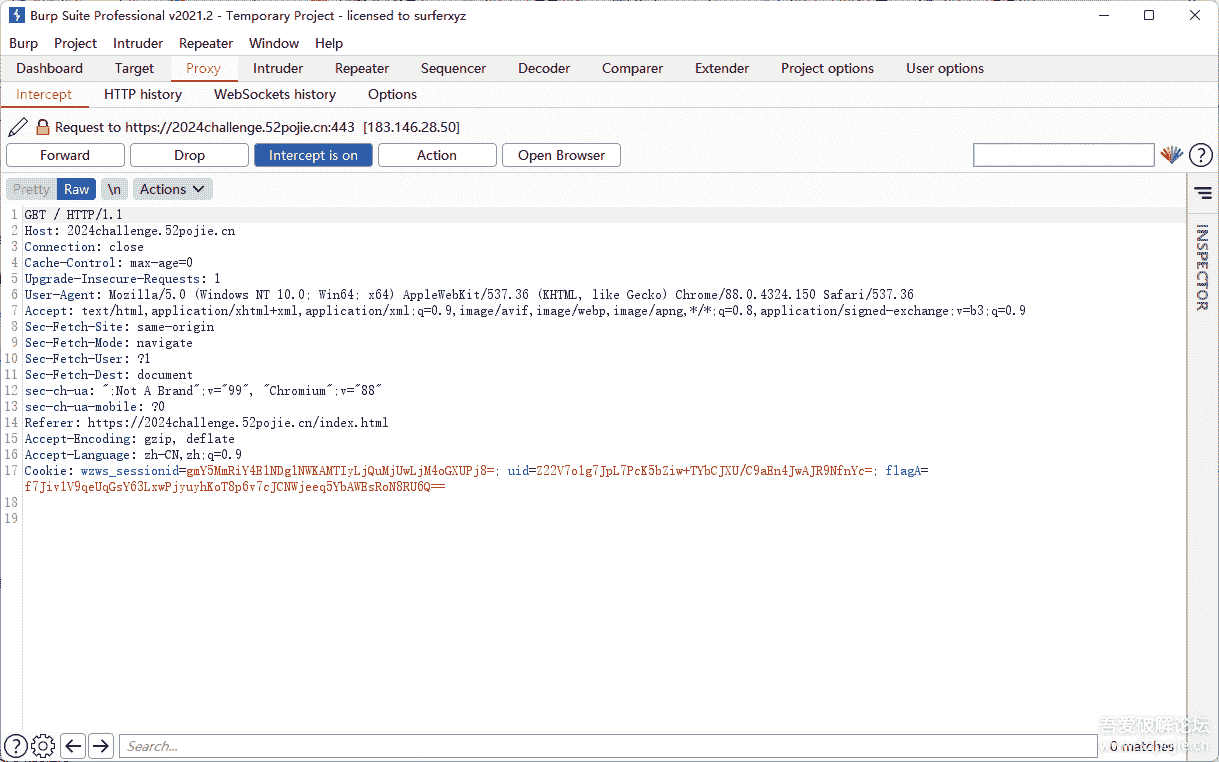 Burp Suite Professional v2021.2 - Temporary Project - licensed to surferxyz
Burp Project Intruder Repeater Window Help
Dashboard Target Proxy Intruder Repeater Sequencer Decoder Comparer Extender Project options User options
Intercept HTTP history WebSockets history Options
Request to https://2024challenge.52pojie.cn:443 [183.146.28.50]
Forward Drop Intercept is on Action Open Browser ?
Pretty Raw \n Actions
INSPECTOR
1 GET / HTTP/1.1
2 Host: 2024challenge.52pojie.cn
3 Connection: close
4 Cache-Control: max-age=0
5 Upgrade-Insecure-Requests: 1
6 User-Agent: Mozilla/5.0 (Windows NT 10.0; Win64; x64) AppleWebKit/537.36 (KHTML, like Gecko) Chrome/88.0.4324.150 Safari/537.36
7 Accept: text/html,application/xhtml+xml,application/xml;q=0.9,image/avif,image/webp,image/apng,*/*;q=0.8,application/signed-exchange;v=b3;q=0.9
8 Sec-Fetch-Site: same-origin
9 Sec-Fetch-Mode: navigate
10 Sec-Fetch-User: ?1
11 Sec-Fetch-Dest: document
12 sec-ch-ua: ";Not A Brand";v="99", "Chromium";v="88"
13 sec-ch-ua-mobile: ?0
14 Referer: https://2024challenge.52pojie.cn/index.html
15 Accept-Encoding: gzip, deflate
16 Accept-Language: zh-CN,zh;q=0.9
17 Cookie: wzws_sessionid=gmY5MmRiY4E1NDg1NWKAMTIyLjQuMjUwLjM4oGXUPj8=; uid=Z22V7o1g7JpL7PcK5bZiw+TYbCJXU/C9aEn4JwAJR9NfnYc=; flagA=
f7Jiv1V9qeUqGsY63LxwPjyuyhKoT8p6v7cJCNWjeeq5YbAWEsRoN8RU6Q==
18
19
? Search... 0 matches
吾爱破解论坛